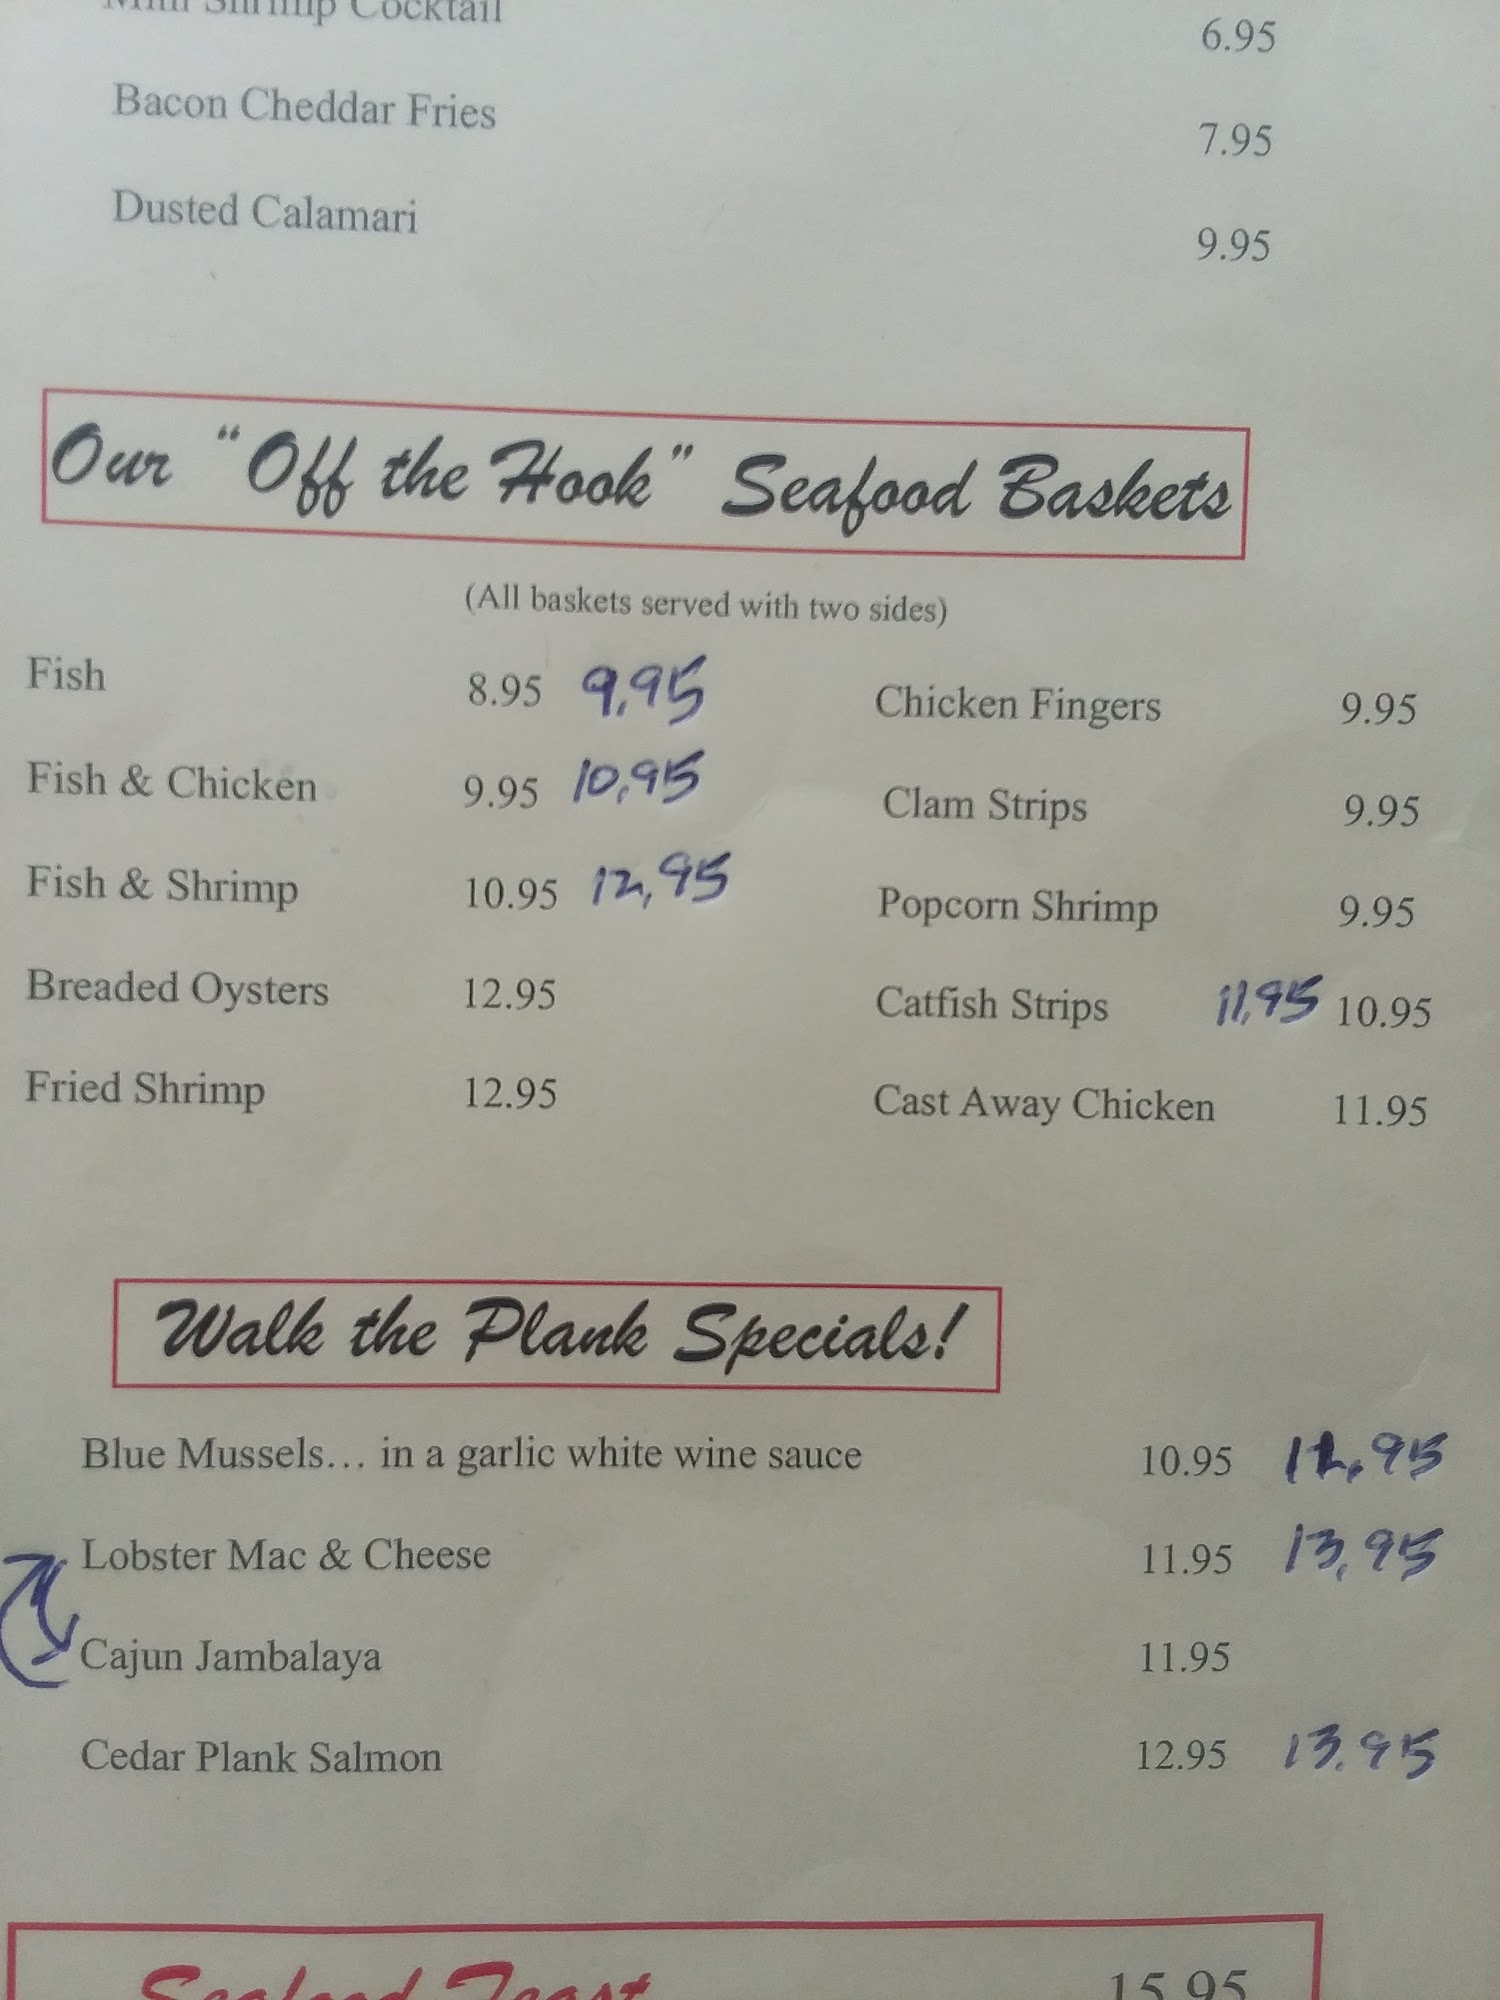 Mini Shrimp Cocktail 6.95
Bacon Cheddar Fries 7.95
Dusted Calamari 9.95
Our "Off the Hook" Seafood Baskets
(All baskets served with two sides)
Fish 8.95 9.95 Chicken Fingers 9.95
Fish & Chicken 9.95 10.95 Clam Strips 9.95
Fish & Shrimp 10.95 12.95 Popcorn Shrimp 9.95
Breaded Oysters 12.95 Catfish Strips 11.95 10.95
Fried Shrimp 12.95 Cast Away Chicken 11.95
Walk the Plank Specials!
Blue Mussels... in a garlic white wine sauce 10.95
Lobster Mac & Cheese 11.95 13.95
Cajun Jambalaya 11.95
Cedar Plank Salmon 12.95 13.95
Seafood 15.95